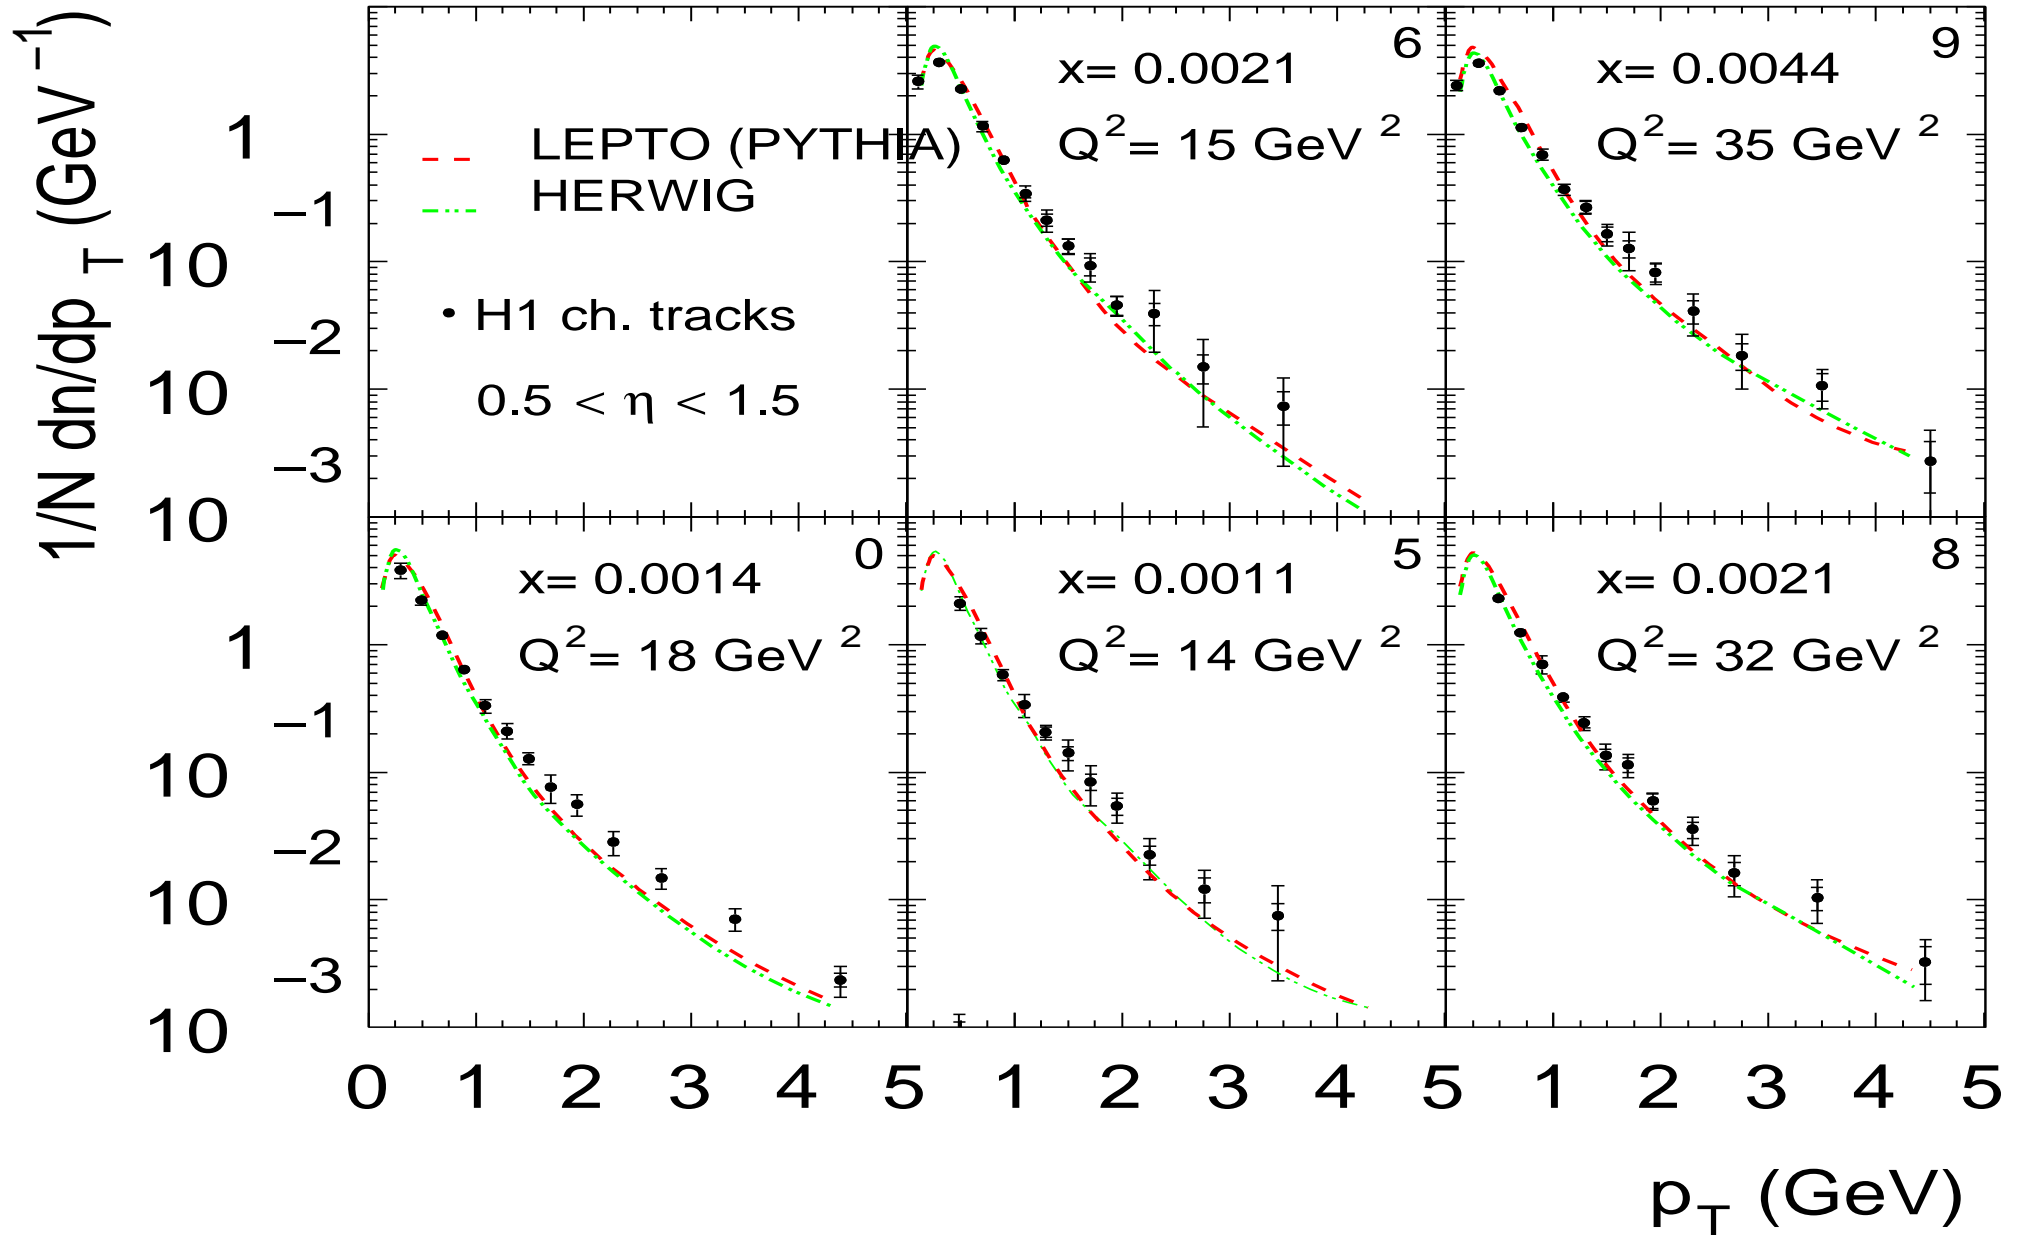 1/N dn/dp T (GeV −1)
6
x= 0.0021
Q2= 15 GeV 2
9
x= 0.0044
Q2= 35 GeV 2
LEPTO (PYTHIA)
HERWIG
H1 ch. tracks
0.5 < η < 1.5
1
10 −1
10 −2
10 −3
0
x= 0.0014
Q2= 18 GeV 2
5
x= 0.0011
Q2= 14 GeV 2
8
x= 0.0021
Q2= 32 GeV 2
1
10 −1
10 −2
10 −3
0 1 2 3 4 5 1 2 3 4 5 1 2 3 4 5
pT (GeV)